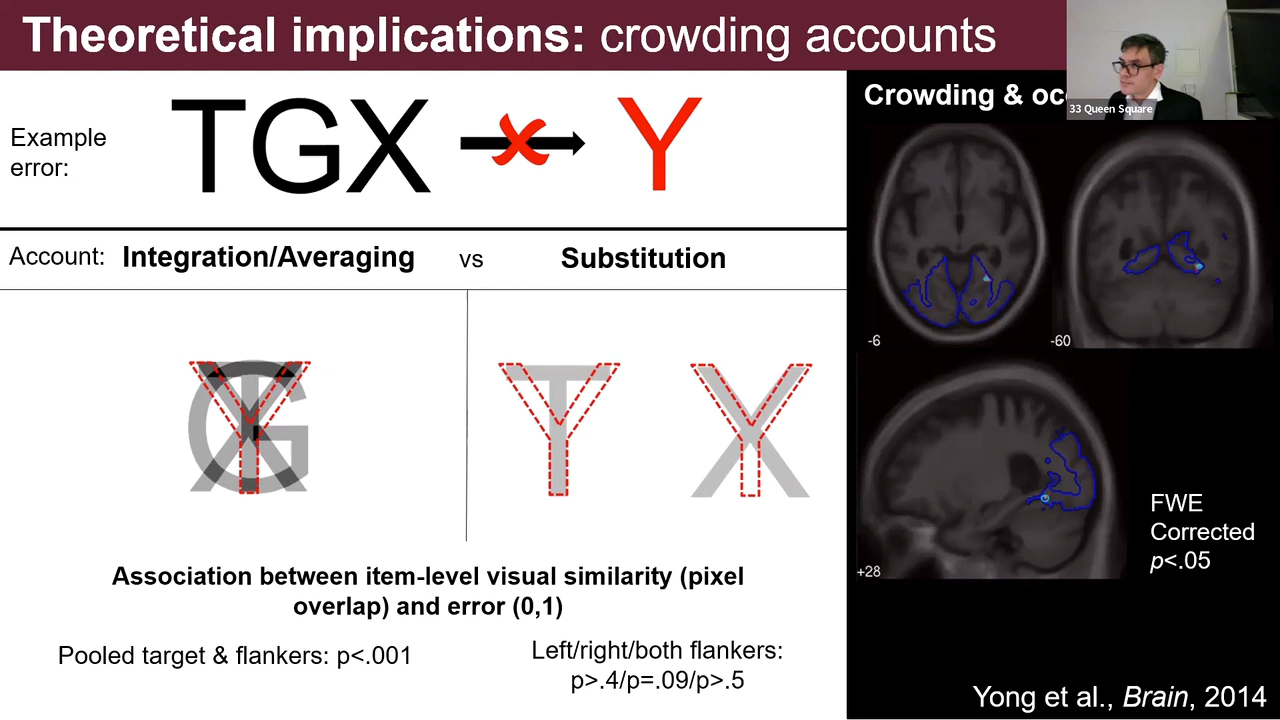 Theoretical implications: crowding accounts
33 Queen Square
Example
error:
TGX
Y
Account:
Integration/Averaging
vs
Substitution
TGX
Y
T
Y
X
Y
Association between item-level visual similarity (pixel
overlap) and error (0,1)
Pooled target & flankers: p<.001
Left/right/both flankers:
p>.4/p=.09/p>.5
Crowding &
-6
-60
+28
FWE
Corrected
p<.05
Yong et al., Brain, 2014